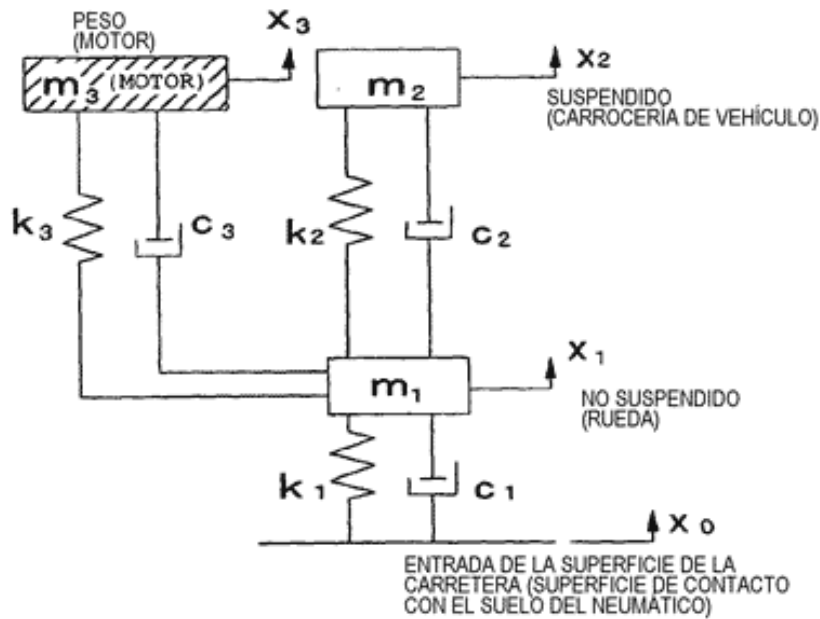 PESO
(MOTOR)
x₃
x₂
m₃ (MOTOR)
m₂
SUSPENDIDO
(CARROCERÍA DE VEHÍCULO)
k₃
c₃
k₂
c₂
x₁
m₁
NO SUSPENDIDO
(RUEDA)
k₁
c₁
x₀
ENTRADA DE LA SUPERFICIE DE LA
CARRETERA (SUPERFICIE DE CONTACTO
CON EL SUELO DEL NEUMÁTICO)